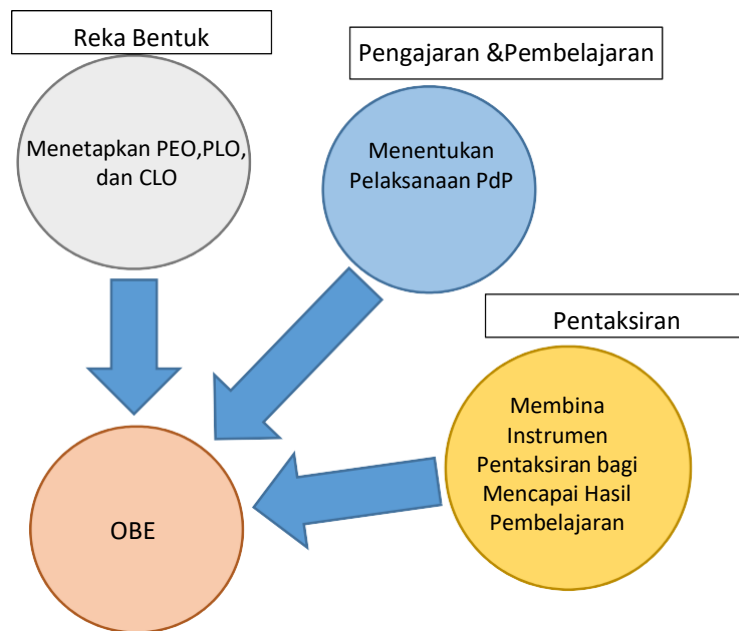 Reka Bentuk
Menetapkan PEO,PLO,
dan CLO
Pengajaran &Pembelajaran
Menentukan
Pelaksanaan PdP
Pentaksiran
Membina
Instrumen
Pentaksiran bagi
Mencapai Hasil
Pembelajaran
OBE